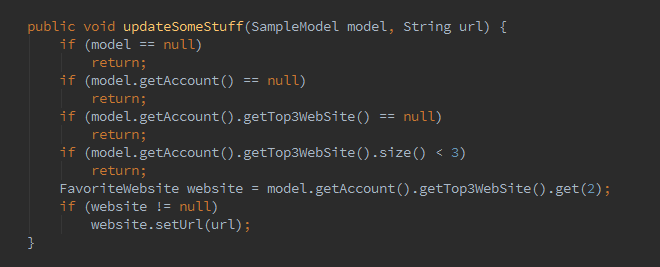 public void updateSomeStuff(SampleModel model, String url) {
    if (model == null)
        return;
    if (model.getAccount() == null)
        return;
    if (model.getAccount().getTop3WebSite() == null)
        return;
    if (model.getAccount().getTop3WebSite().size() < 3)
        return;
    FavoriteWebsite website = model.getAccount().getTop3WebSite().get(2);
    if (website != null)
        website.setUrl(url);
}